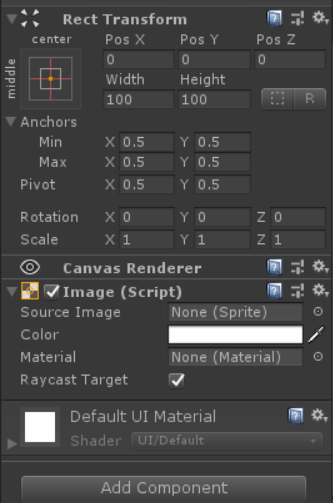 Rect Transform
center Pos X Pos Y Pos Z
0 0 0
middle
Width Height
100 100 R
Anchors
Min X 0.5 Y 0.5
Max X 0.5 Y 0.5
Pivot X 0.5 Y 0.5
Rotation X 0 Y 0 Z 0
Scale X 1 Y 1 Z 1
Canvas Renderer
Image (Script)
Source Image None (Sprite)
Color
Material None (Material)
Raycast Target
Default UI Material
Shader UI/Default
Add Component